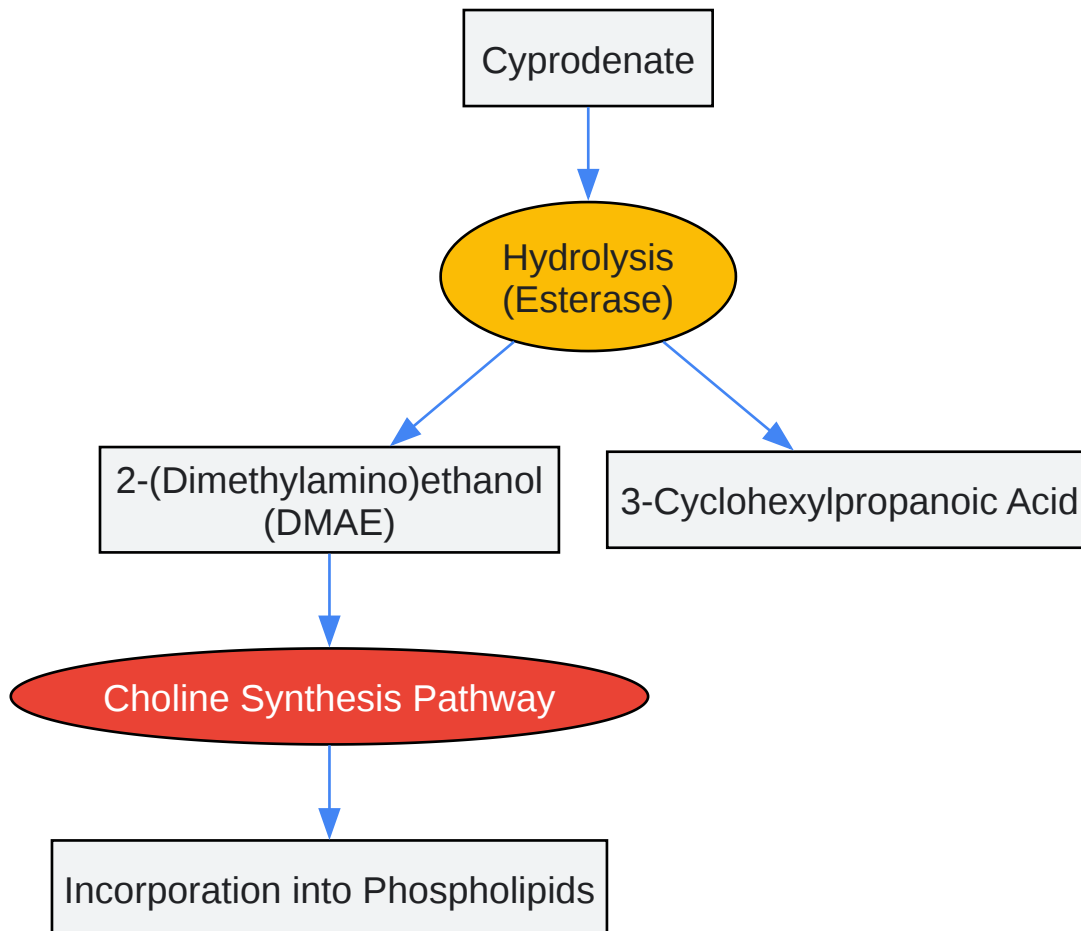 Cyprodenate
Hydrolysis
(Esterase)
2-(Dimethylamino)ethanol
(DMAE)
3-Cyclohexylpropanoic Acid
Choline Synthesis Pathway
Incorporation into Phospholipids